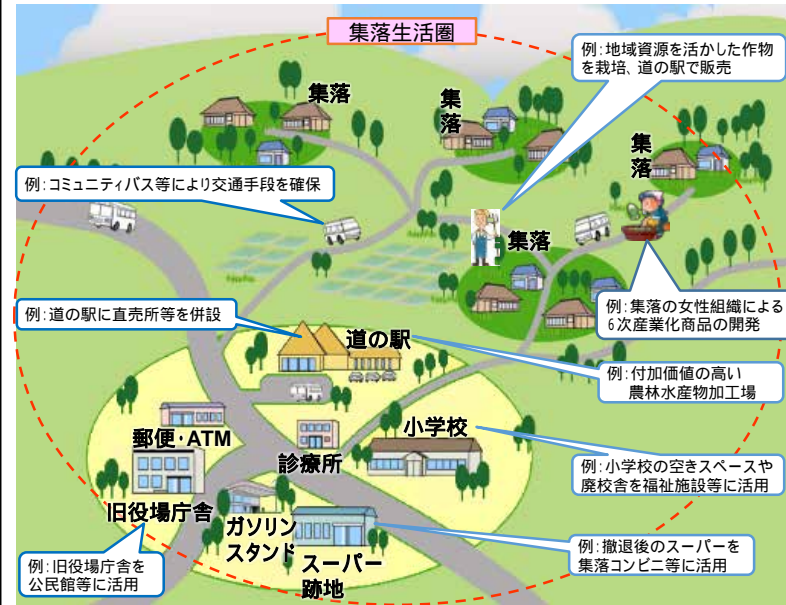 集落生活圏
例:地域資源を活かした作物
を栽培、道の駅で販売
集落
集落
集落
例:コミュニティバス等により交通手段を確保
集落
例:集落の女性組織による
6次産業化商品の開発
例:道の駅に直売所等を併設
道の駅
例:付加価値の高い
農林水産物加工場
郵便・ATM
診療所
小学校
例:小学校の空きスペースや
廃校舎を福祉施設等に活用
旧役場庁舎
ガソリン
スタンド
スーパー
跡地
例:撤退後のスーパーを
集落コンビニ等に活用
例:旧役場庁舎を
公民館等に活用